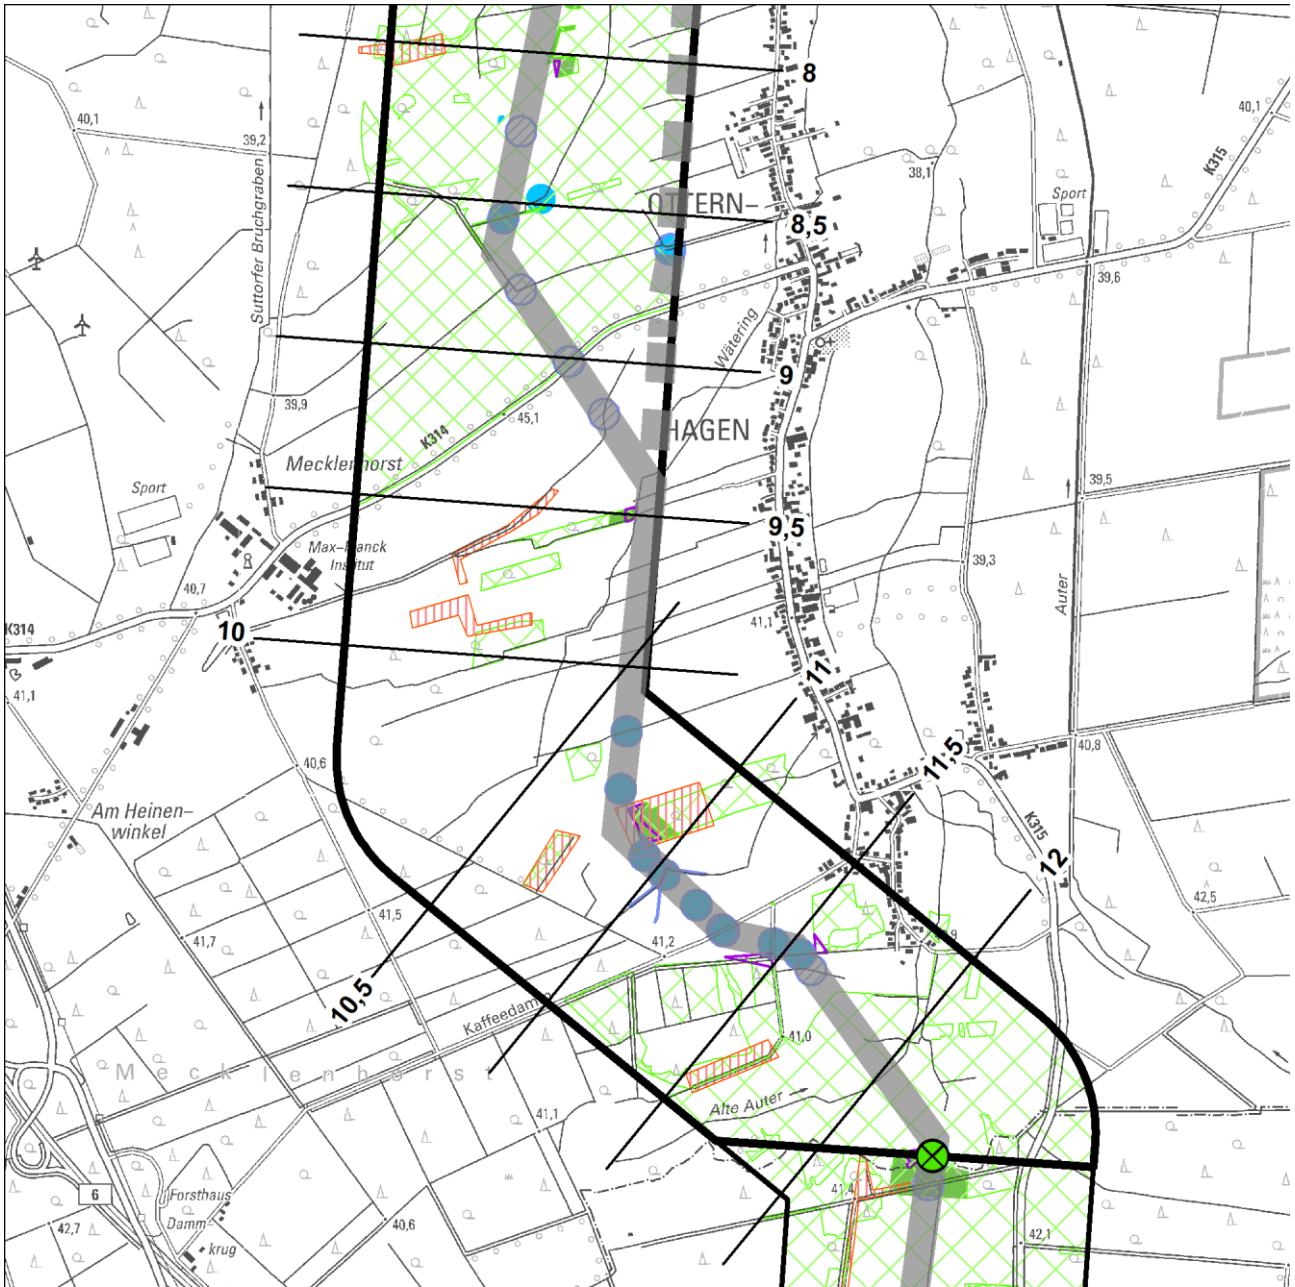 8
40,1
40,1
K315
39,2
38,1
Sport
OTTERN-
8,5
Suttorfer Bruchgraben
39,6
Wätering
9
39,9
45,1
K314
HAGEN
Mecklenhorst
Sport
39,5
9,5
Max-Planck
Institut
39,3
40,7
Auter
K314
10
41,1
11
41,1
40,8
11,5
40,6
Am Heinen-
winkel
K315
12
41,5
42,5
41,7
41,2
10,5
Kaffeedamm
41,0
Mecklenhorst
Alte Auter
41,1
6
Forsthaus
Damm
krug
41,4
40,6
42,7
42,1